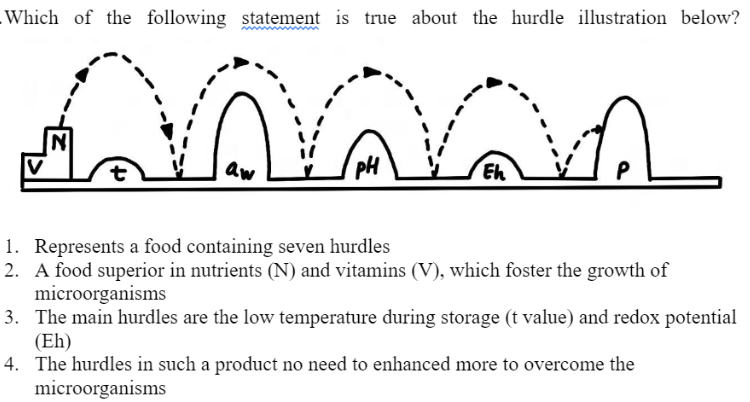 .Which of the following statement is true about the hurdle illustration below?
N
V
t
aw
pH
Eh
P
1. Represents a food containing seven hurdles
2. A food superior in nutrients (N) and vitamins (V), which foster the growth of
microorganisms
3. The main hurdles are the low temperature during storage (t value) and redox potential
(Eh)
4. The hurdles in such a product no need to enhanced more to overcome the
microorganisms